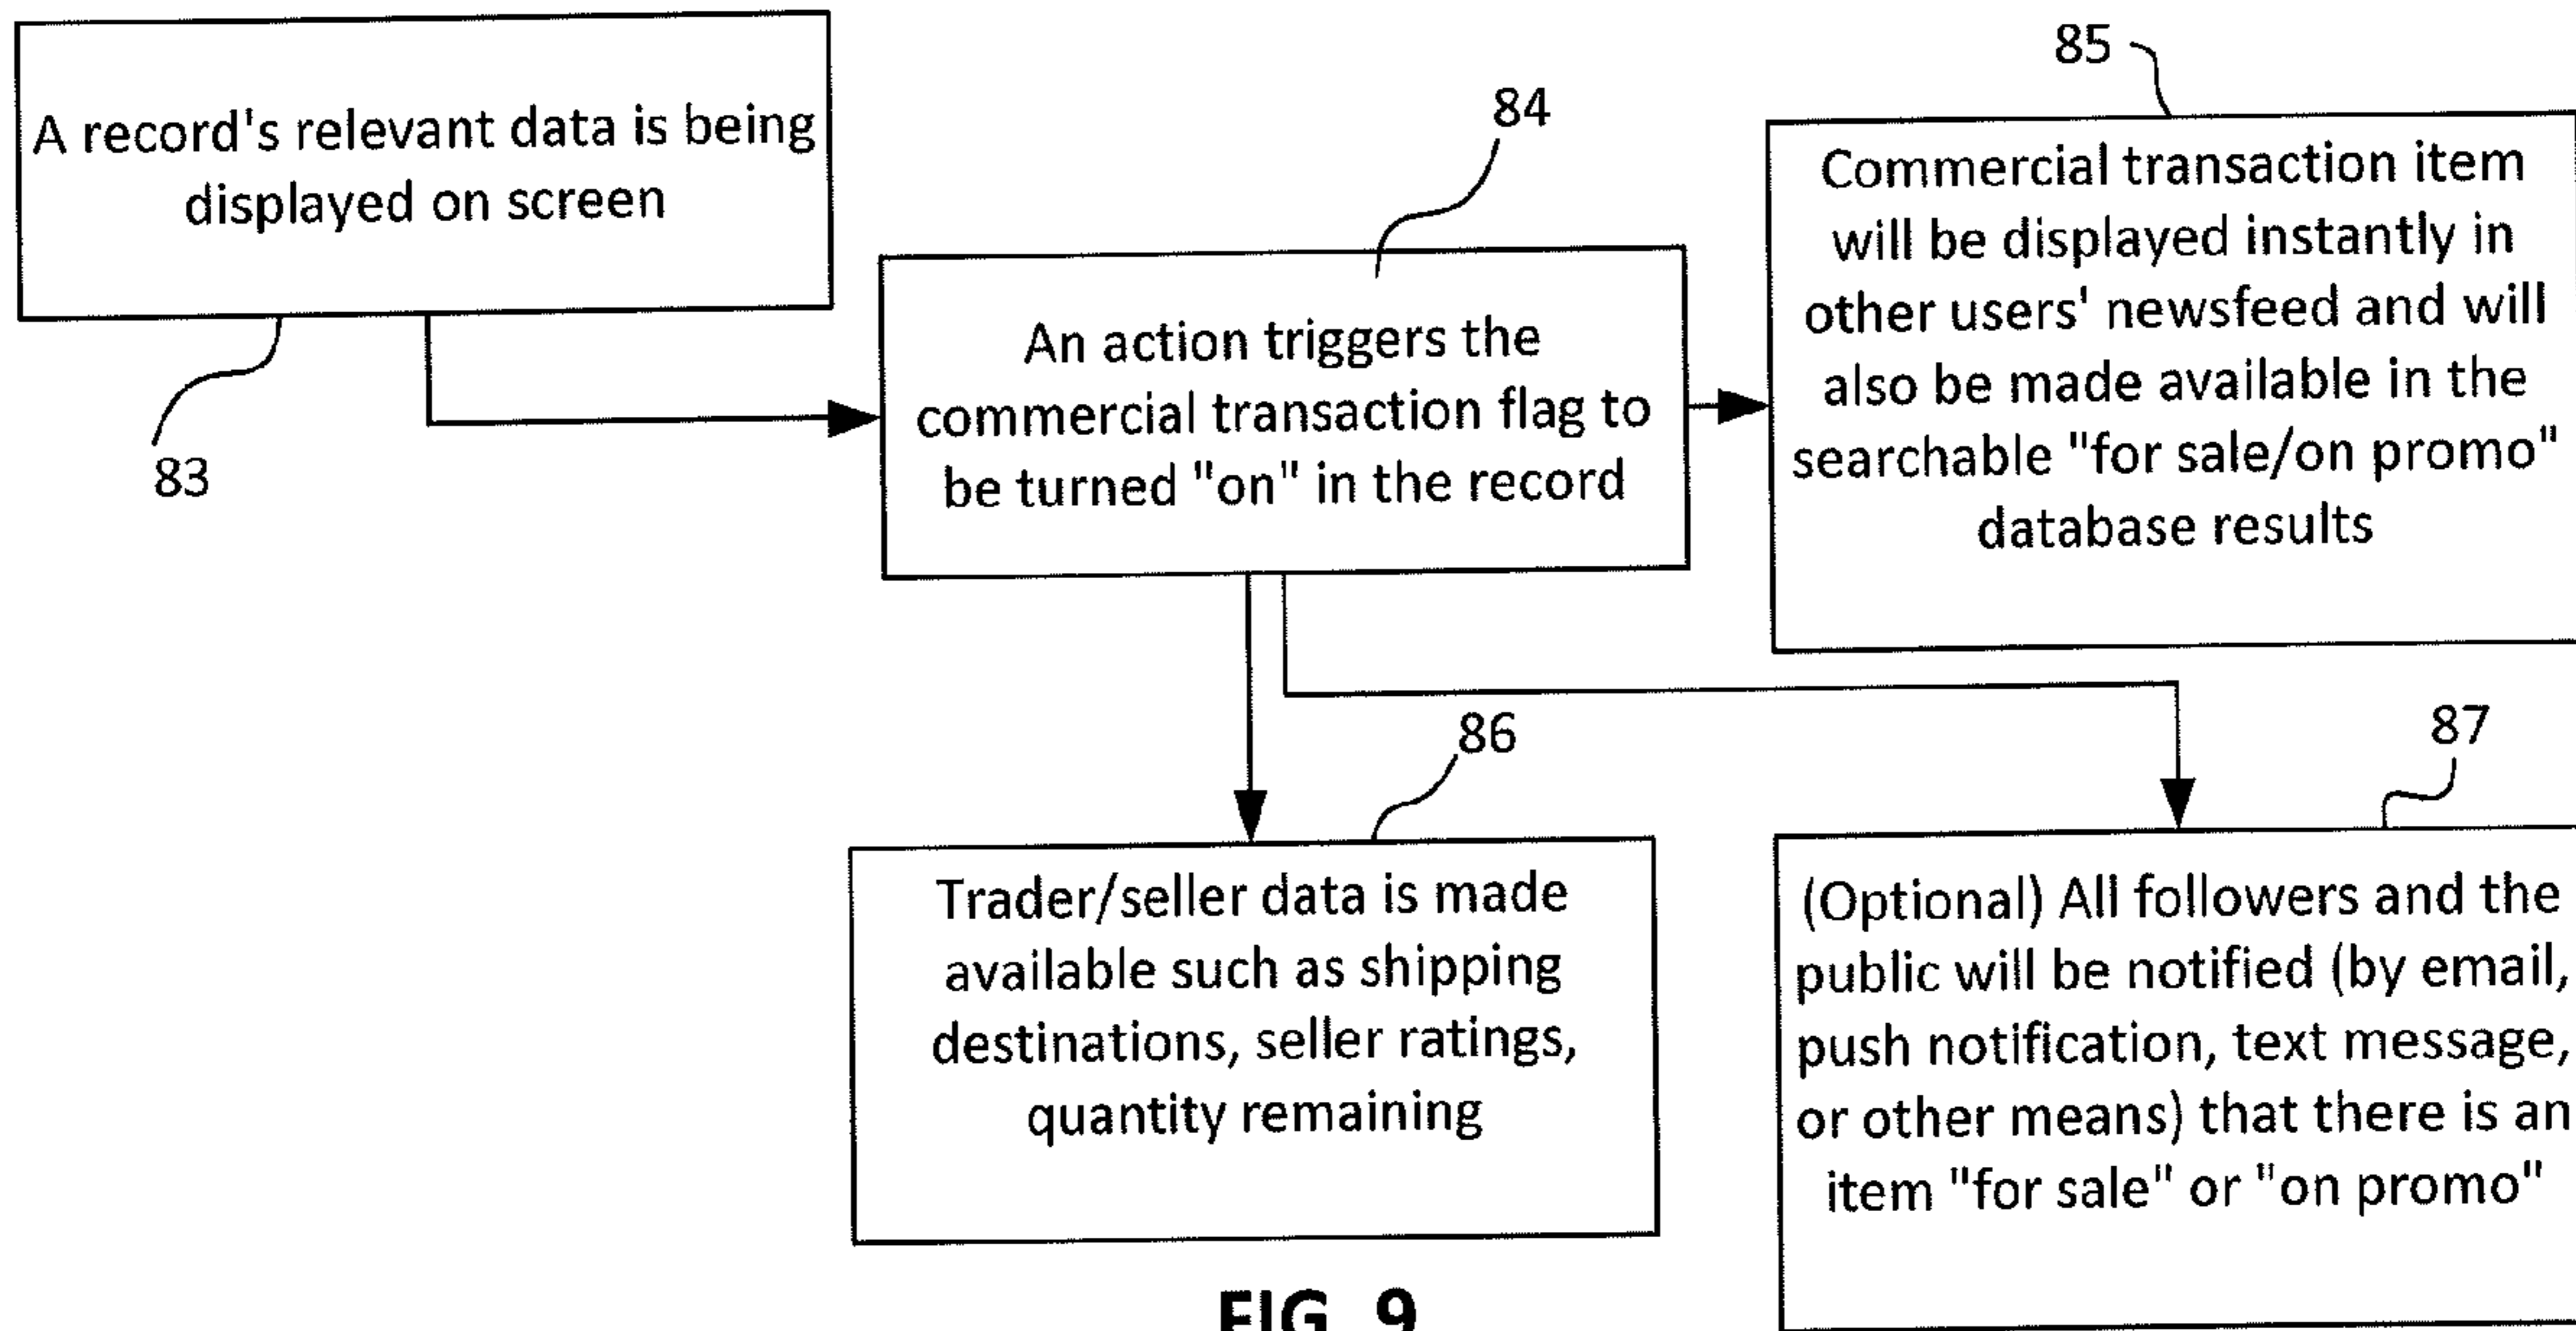 A record's relevant data is being
displayed on screen
83
84
An action triggers the
commercial transaction flag to
be turned "on" in the record
85
Commercial transaction item
will be displayed instantly in
other users' newsfeed and will
also be made available in the
searchable "for sale/on promo"
database results
86
Trader/seller data is made
available such as shipping
destinations, seller ratings,
quantity remaining
87
(Optional) All followers and the
public will be notified (by email,
push notification, text message,
or other means) that there is an
item "for sale" or "on promo"
FIG. 9